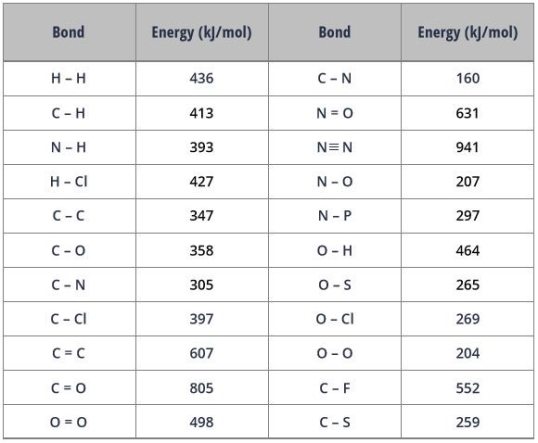 Bond Energy (kJ/mol) Bond Energy (kJ/mol)
H – H 436 C – N 160
C – H 413 N = O 631
N – H 393 N≡N 941
H – Cl 427 N – O 207
C – C 347 N – P 297
C – O 358 O – H 464
C – N 305 O – S 265
C – Cl 397 O – Cl 269
C = C 607 O – O 204
C = O 805 C – F 552
O = O 498 C – S 259